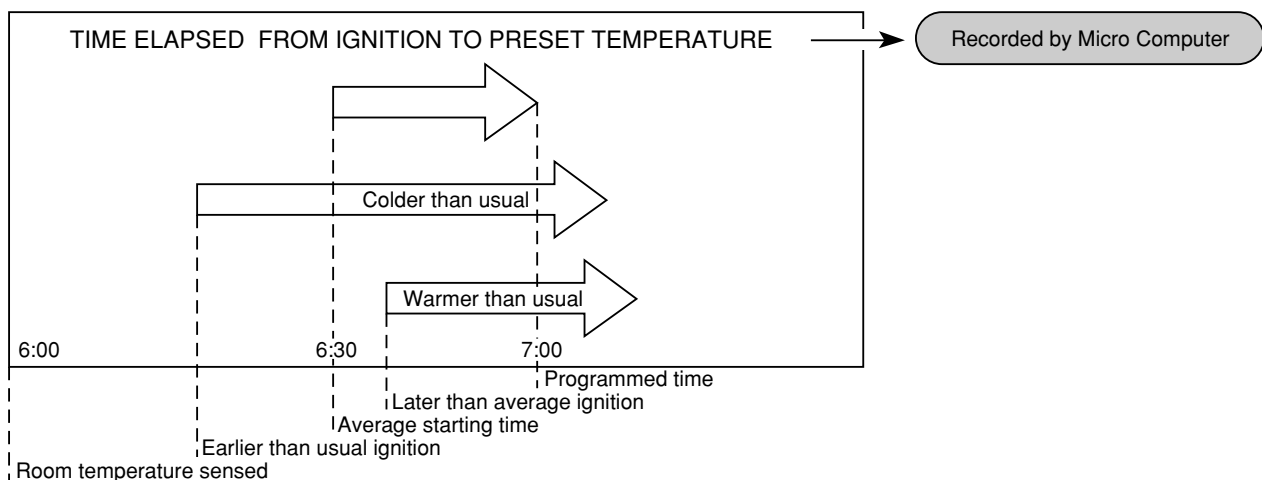 TIME ELAPSED FROM IGNITION TO PRESET TEMPERATURE
Recorded by Micro Computer
Colder than usual
Warmer than usual
6:00
6:30
7:00
Programmed time
Later than average ignition
Average starting time
Earlier than usual ignition
Room temperature sensed